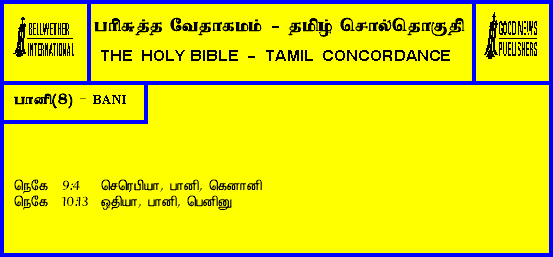 BELLWETHER
INTERNATIONAL
பரிசுத்த வேதாகமம் - தமிழ் சொல்தொகுதி
THE HOLY BIBLE - TAMIL CONCORDANCE
GOOD NEWS
PUBLISHERS
பானி(8) - BANI
நெகே 9:4 செரெபியா, பானி, கெனானி
நெகே 10:13 ஒதியா, பானி, பெனினு